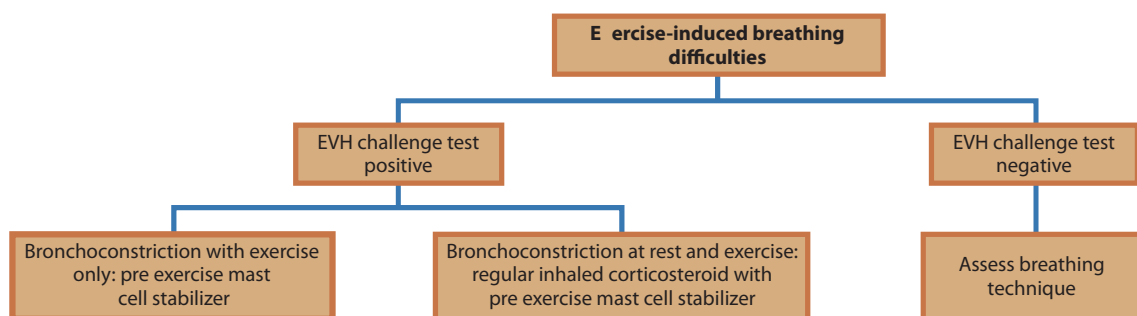 E ercise-induced breathing
difficulties
EVH challenge test
positive
EVH challenge test
negative
Bronchoconstriction with exercise
only: pre exercise mast
cell stabilizer
Bronchoconstriction at rest and exercise:
regular inhaled corticosteroid with
pre exercise mast cell stabilizer
Assess breathing
technique